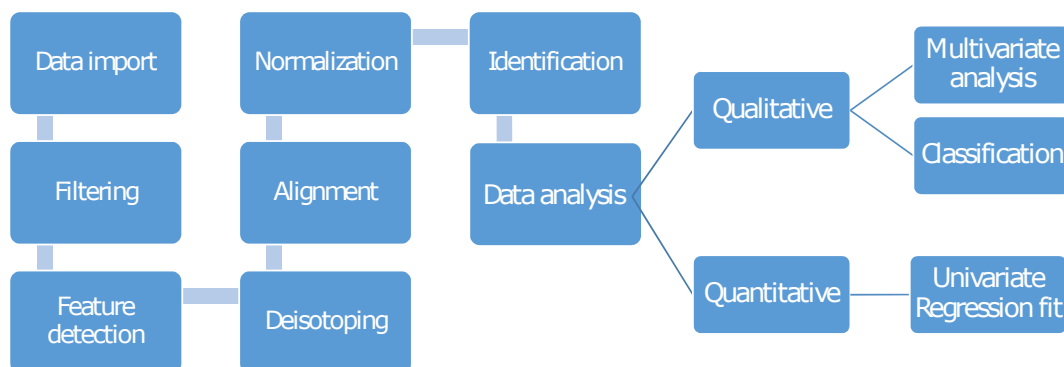 Data import
Filtering
Feature
detection
Deisotoping
Alignment
Normalization
Identification
Data analysis
Qualitative
Multivariate
analysis
Classification
Quantitative
Univariate
Regression fit